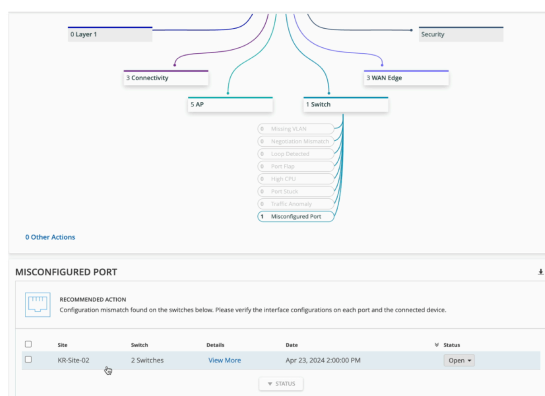 0 Layer 1
Security
3 Connectivity
3 WAN Edge
5 AP
1 Switch
0 Missing VLAN
0 Negotiation Mismatch
0 Loop Detected
0 Port Flap
0 High CPU
0 Port Stuck
0 Traffic Anomaly
1 Misconfigured Port
0 Other Actions
MISCONFIGURED PORT
RECOMMENDED ACTION
Configuration mismatch found on the switches below. Please verify the interface configurations on each port and the connected device.
Site Switch Details Date Status
KR-Site-02 2 Switches View More Apr 23, 2024 2:00:00 PM Open
STATUS